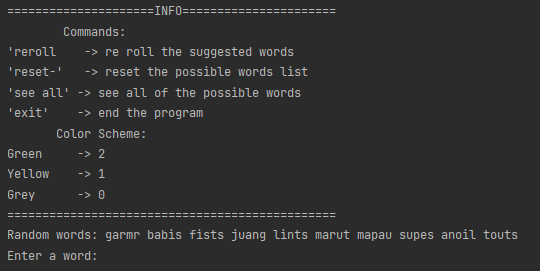 =====================INFO======================
Commands:
'reroll    -> re roll the suggested words
'reset-'   -> reset the possible words list
'see all' -> see all of the possible words
'exit'    -> end the program
Color Scheme:
Green     -> 2
Yellow    -> 1
Grey      -> 0
===============================================
Random words: garmr babis fists juang lints marut mapau supes anoil touts
Enter a word: